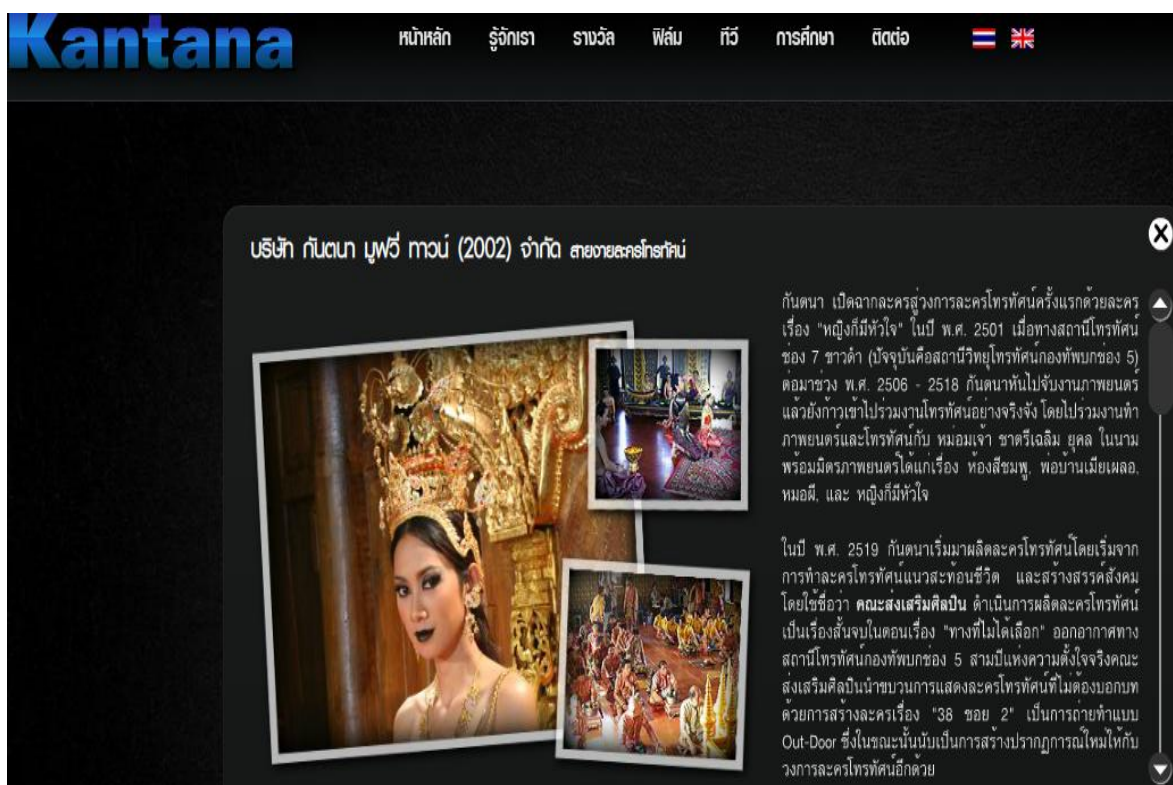 Kantana
หน้าหลัก รู้จักเรา รางวัล ฟิล์ม ทีวี การศึกษา ติดต่อ
บริษัท กันตนา มูฟวี่ ทาวน์ (2002) จำกัด สายงายละครโทรทัศน์
กันตนา เปิดฉากละครสู่วงการละครโทรทัศน์ครั้งแรกด้วยละคร
เรื่อง "หญิงก็มีหัวใจ" ในปี พ.ศ. 2501 เมื่อทางสถานีโทรทัศน์
ช่อง 7 ขาวดำ (ปัจจุบันคือสถานีวิทยุโทรทัศน์กองทัพบกช่อง 5)
ต่อมาช่วง พ.ศ. 2506 - 2518 กันตนาหันไปจับงานภาพยนตร์
แล้วยังก้าวเข้าไปร่วมงานโทรทัศน์อย่างจริงจัง โดยไปร่วมงานทำ
ภาพยนตร์และโทรทัศน์กับ หม่อมเจ้า ชาตรีเฉลิม ยุคล ในนาม
พร้อมมิตรภาพยนตร์ได้แก่เรื่อง ห้องสีชมพู, พ่อบ้านเมียเผลอ,
หมอผี, และ หญิงก็มีหัวใจ
ในปี พ.ศ. 2519 กันตนาเริ่มมาผลิตละครโทรทัศน์โดยเริ่มจาก
การทำละครโทรทัศน์แนวสะท้อนชีวิต และสร้างสรรค์สังคม
โดยใช้ชื่อว่า คณะส่งเสริมศิลปิน ดำเนินการผลิตละครโทรทัศน์
เป็นเรื่องสั้นจบในตอนเรื่อง "ทางที่ไม่ได้เลือก" ออกอากาศทาง
สถานีโทรทัศน์กองทัพบกช่อง 5 สามปีแห่งความตั้งใจจริงคณะ
ส่งเสริมศิลปินนำขบวนการแสดงละครโทรทัศน์ที่ไม่ต้องบอกบท
ด้วยการสร้างละครเรื่อง "38 ซอย 2" เป็นการถ่ายทำแบบ
Out-Door ซึ่งในขณะนั้นนับเป็นการสร้างปรากฏการณ์ใหม่ให้กับ
วงการละครโทรทัศน์อีกด้วย